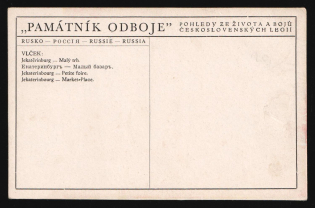 „PAMÁTNÍK ODBOJE"
POHLEDY ZE ŽIVOTA A BOJŮ
ČESKOSLOVENSKÝCH LEGIÍ
RUSKO — РОССІЯ — RUSSIE — RUSSIA
VLČEK:
Jekatěrinburg — Malý trh.
Екатеринбургъ — Малый базаръ.
Jekaterinbourg — Petite foire.
Jekaterinbourg — Market-Place.